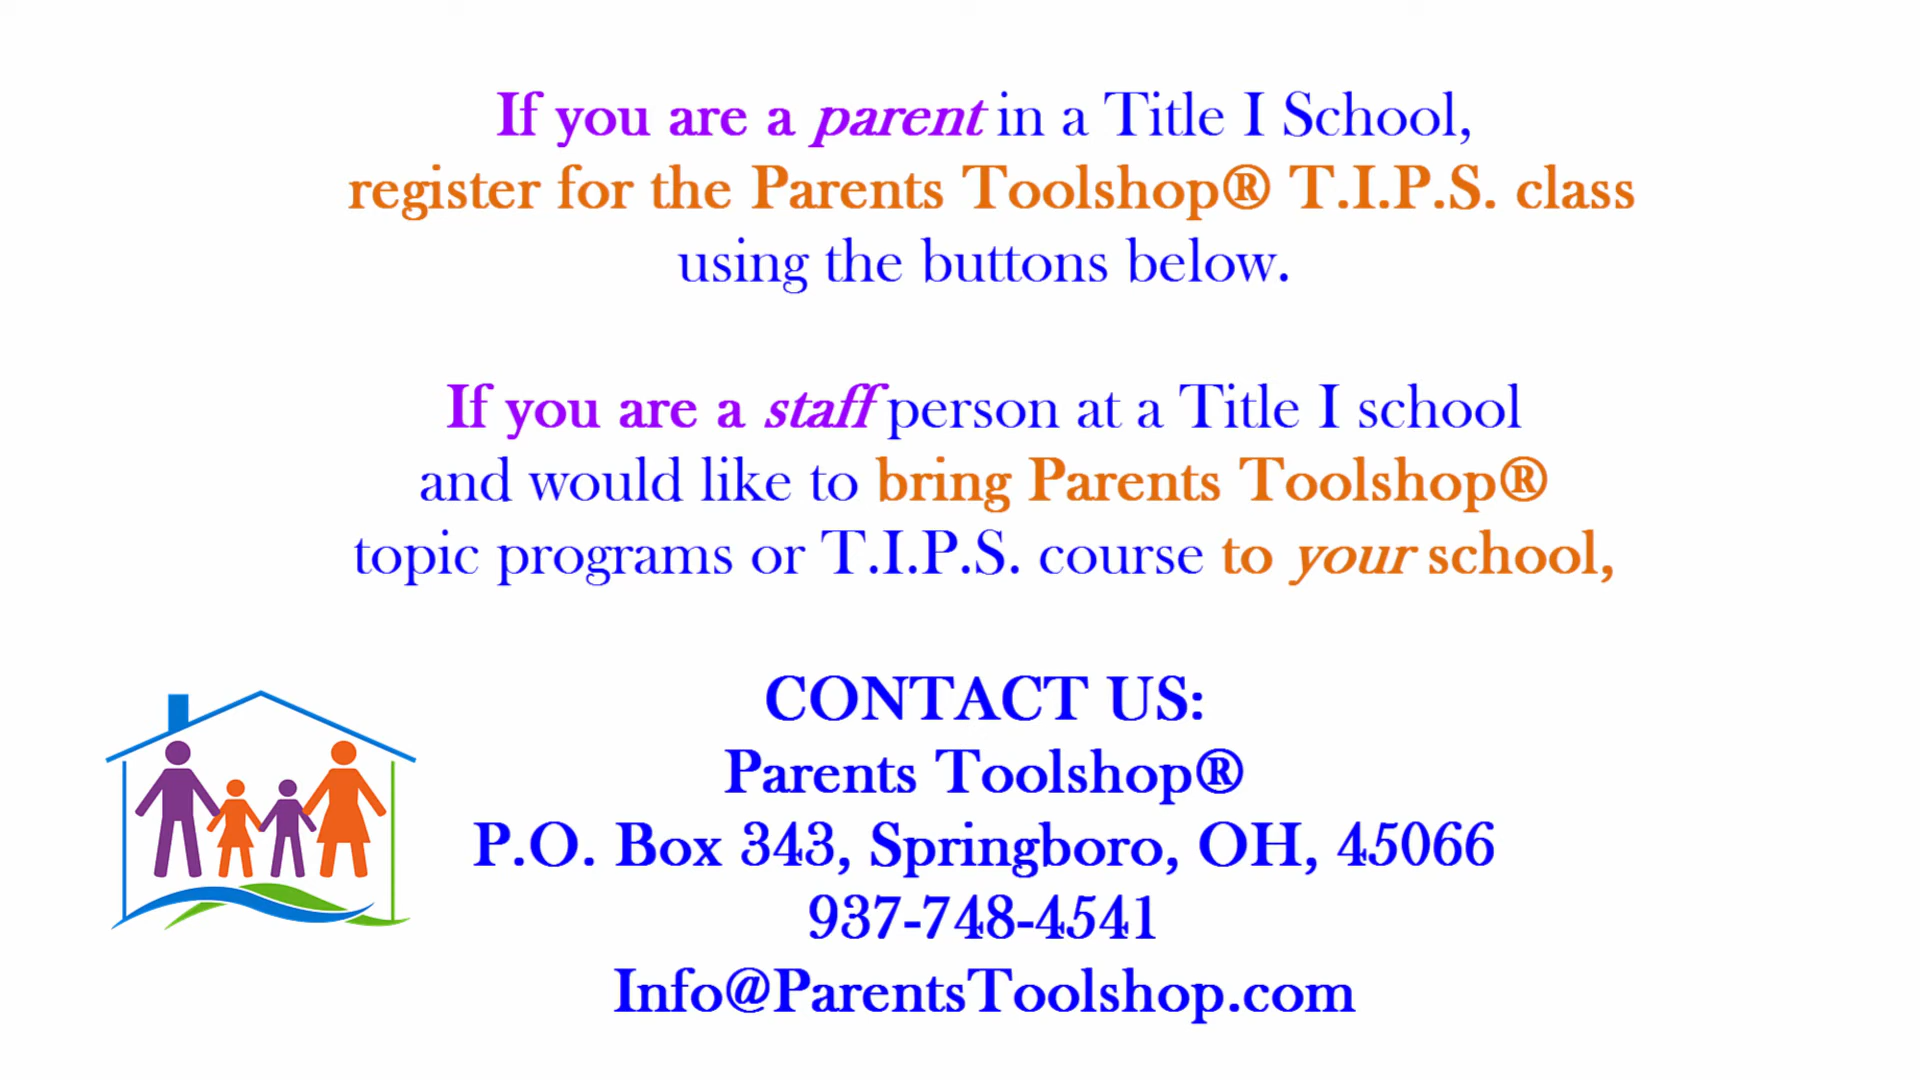 If you are a parent in a Title I School,
register for the Parents Toolshop® T.I.P.S. class
using the buttons below.
If you are a staff person at a Title I school
and would like to bring Parents Toolshop®
topic programs or T.I.P.S. course to your school,
CONTACT US:
Parents Toolshop®
P.O. Box 343, Springboro, OH, 45066
937-748-4541
Info@ParentsToolshop.com